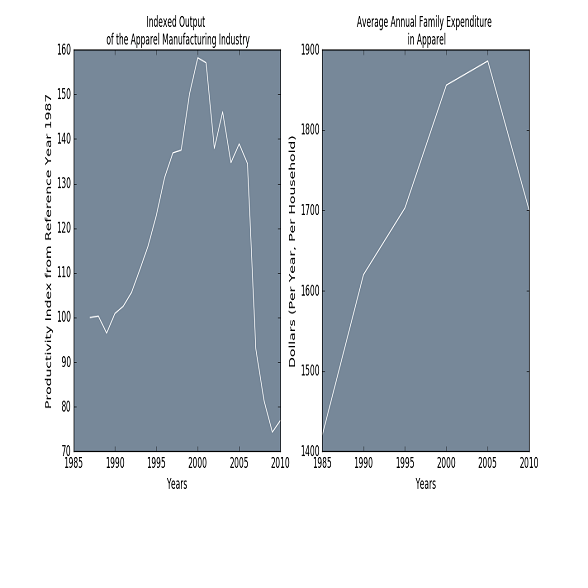 Indexed Output
of the Apparel Manufacturing Industry
160
150
140
130
120
110
100
90
80
70
Productivity Index from Reference Year 1987
1985 1990 1995 2000 2005 2010
Years
Average Annual Family Expenditure
in Apparel
1900
1800
1700
1600
1500
1400
Dollars (Per Year, Per Household)
1985 1990 1995 2000 2005 2010
Years